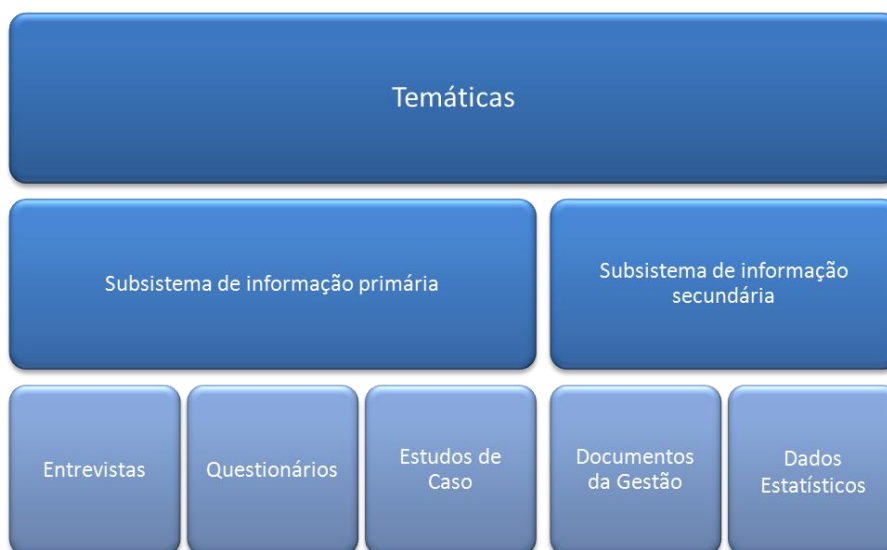 Temáticas
Subsistema de informação primária
Subsistema de informação
secundária
Entrevistas
Questionários
Estudos de
Caso
Documentos
da Gestão
Dados
Estatísticos